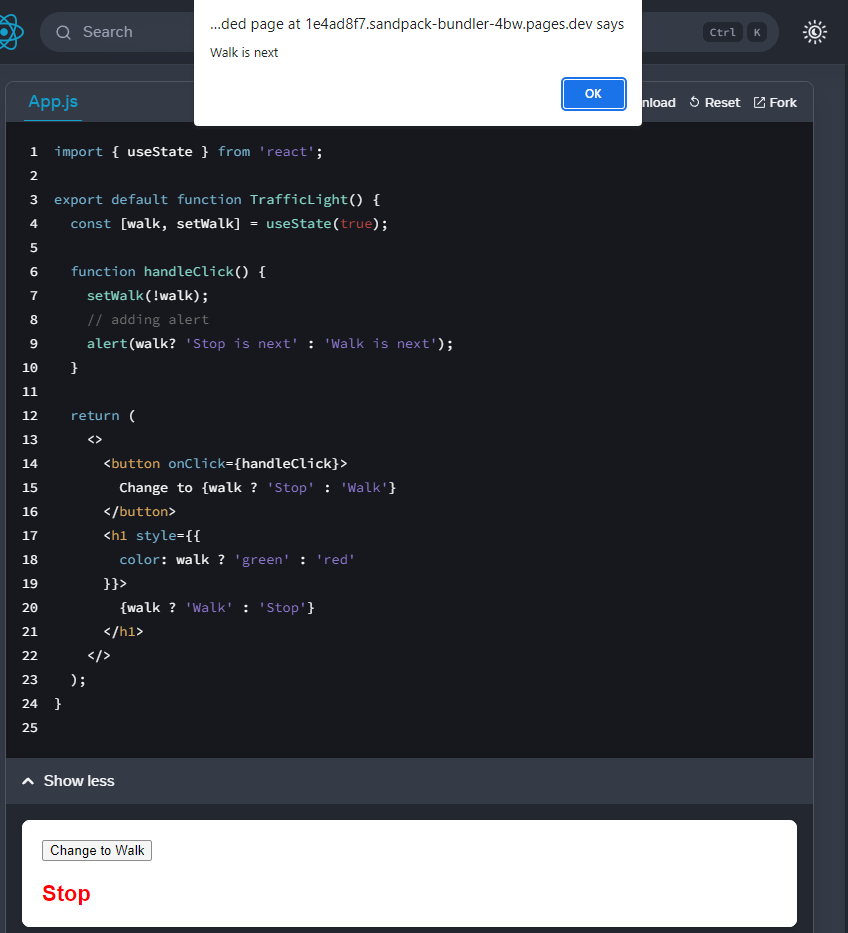 Search
...ded page at 1e4ad8f7.sandpack-bundler-4bw.pages.dev says
Walk is next
OK
Ctrl K
App.js
Reset
Fork
1 import { useState } from 'react';
2
3 export default function TrafficLight() {
4   const [walk, setWalk] = useState(true);
5
6   function handleClick() {
7     setWalk(!walk);
8     // adding alert
9     alert(walk? 'Stop is next' : 'Walk is next');
10   }
11
12   return (
13     <>
14       <button onClick={handleClick}>
15         Change to {walk ? 'Stop' : 'Walk'}
16       </button>
17       <h1 style={{
18         color: walk ? 'green' : 'red'
19       }}>
20         {walk ? 'Walk' : 'Stop'}
21       </h1>
22     </>
23   );
24 }
25
Show less
Change to Walk
Stop